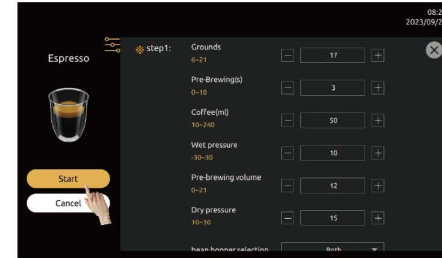 08:2
2023/09/2
Espresso
step1:
Grounds
6~21
17
Pre-Brewing(s)
0~10
3
Coffee(ml)
10~240
50
Wet pressure
-30~30
10
Pre-brewing volume
0~21
12
Dry pressure
10~30
15
bean hopper selection
Both
Start
Cancel